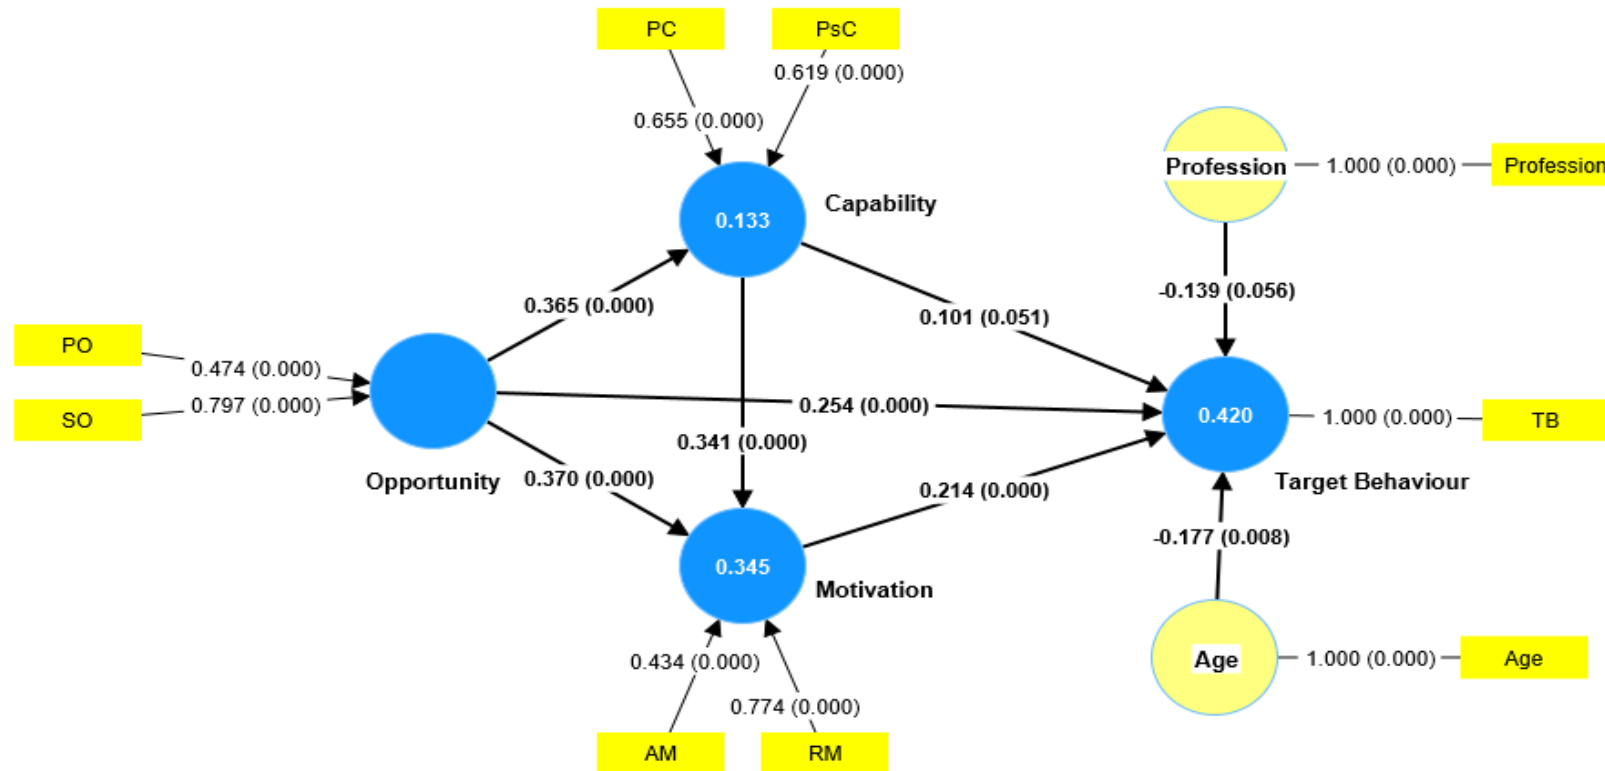 PC
PsC
0.619 (0.000)
0.655 (0.000)
Profession
1.000 (0.000)
Profession
Capability
0.133
0.365 (0.000)
-0.139 (0.056)
0.101 (0.051)
PO
0.474 (0.000)
SO
0.797 (0.000)
0.254 (0.000)
0.420
1.000 (0.000)
TB
0.341 (0.000)
Opportunity
0.370 (0.000)
0.214 (0.000)
Target Behaviour
-0.177 (0.008)
0.345
Motivation
0.434 (0.000)
Age
1.000 (0.000)
Age
0.774 (0.000)
AM
RM